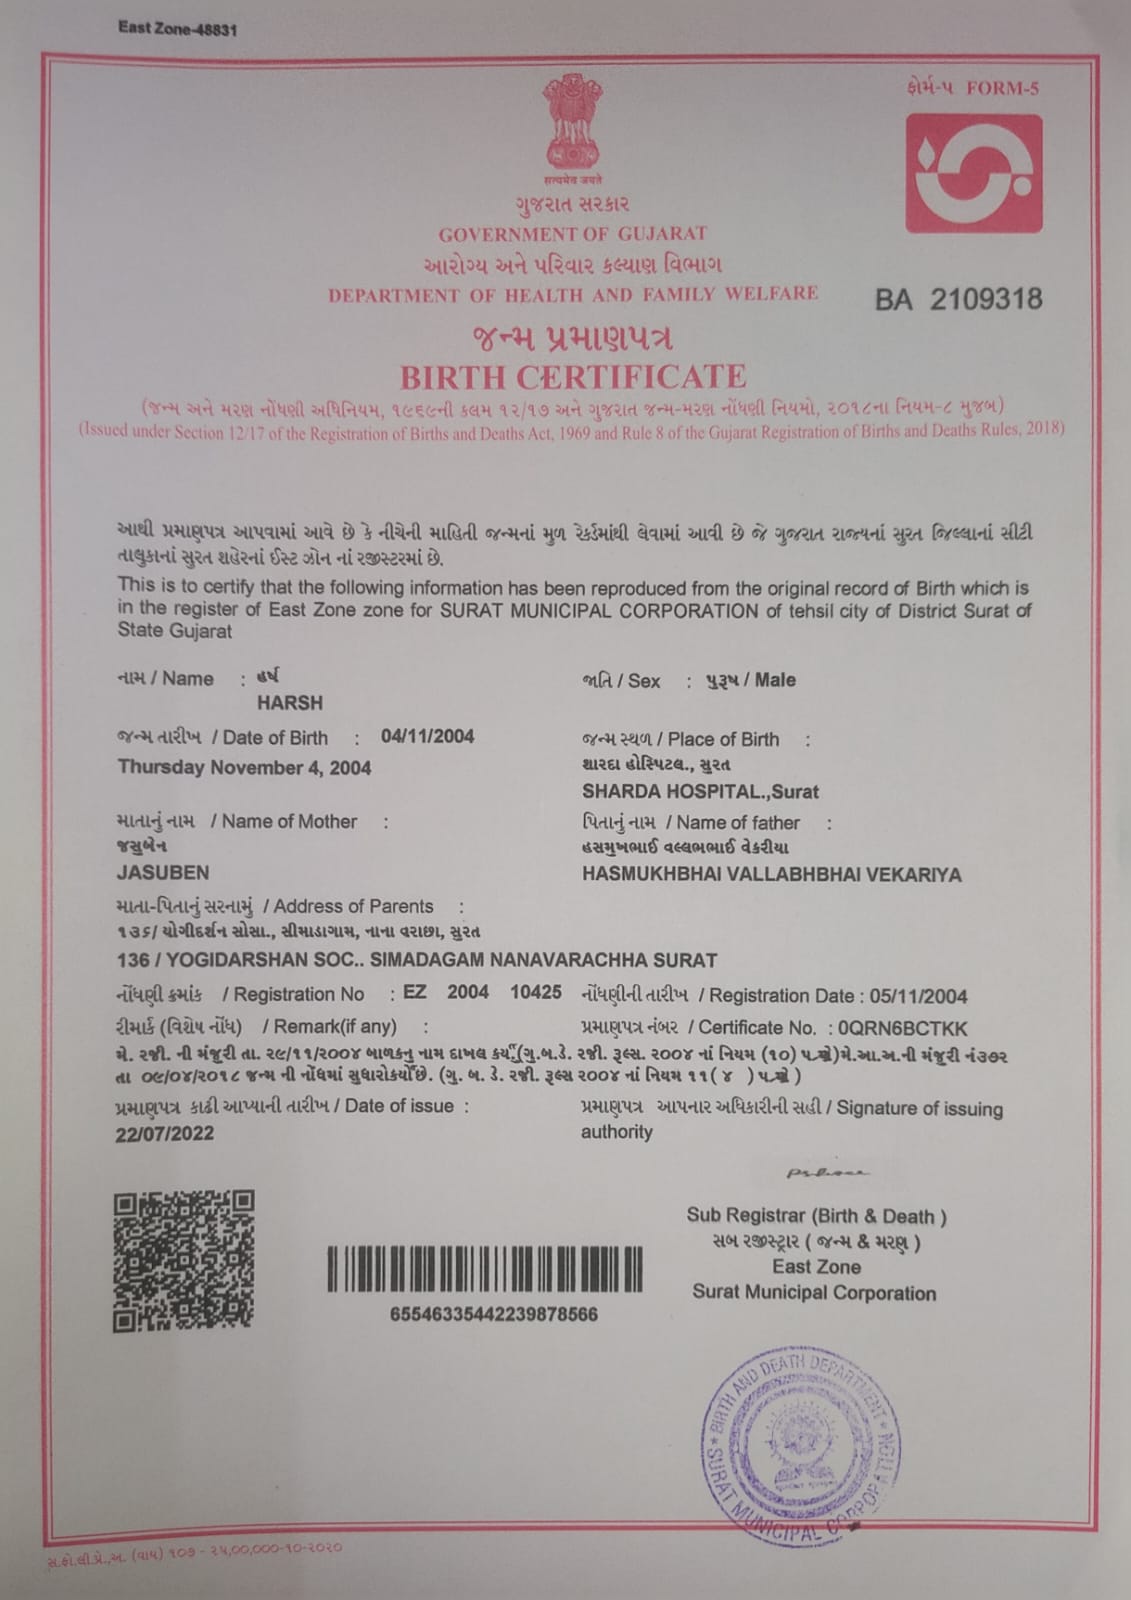 East Zone-48831
ફોર્મ-૫ FORM-5
सत्यमेव जयते
ગુજરાત સરકાર
GOVERNMENT OF GUJARAT
આરોગ્ય અને પરિવાર કલ્યાણ વિભાગ
DEPARTMENT OF HEALTH AND FAMILY WELFARE
BA 2109318
જન્મ પ્રમાણપત્ર
BIRTH CERTIFICATE
(જન્મ અને મરણ નોંધણી અધિનિયમ, ૧૯૬૯ની કલમ ૧૨/૧૭ અને ગુજરાત જન્મ-મરણ નોંધણી નિયમો, ૨૦૧૮ના નિયમ-૮ મુજબ)
(Issued under Section 12/17 of the Registration of Births and Deaths Act, 1969 and Rule 8 of the Gujarat Registration of Births and Deaths Rules, 2018)
આથી પ્રમાણપત્ર આપવામાં આવે છે કે નીચેની માહિતી જન્મનાં મુળ રેકર્ડમાંથી લેવામાં આવી છે જે ગુજરાત રાજ્યનાં સુરત જિલ્લાનાં સીટી
તાલુકાનાં સુરત શહેરનાં ઈસ્ટ ઝોન નાં રજીસ્ટરમાં છે.
This is to certify that the following information has been reproduced from the original record of Birth which is
in the register of East Zone zone for SURAT MUNICIPAL CORPORATION of tehsil city of District Surat of
State Gujarat
નામ / Name : હર્ષ
HARSH
જાતિ / Sex : પુરૂષ / Male
જન્મ તારીખ / Date of Birth : 04/11/2004
Thursday November 4, 2004
જન્મ સ્થળ / Place of Birth :
શારદા હોસ્પિટલ., સુરત
SHARDA HOSPITAL.,Surat
માતાનું નામ / Name of Mother :
જસુબેન
JASUBEN
પિતાનું નામ / Name of father :
હસમુખભાઈ વલ્લભભાઈ વેકરીયા
HASMUKHBHAI VALLABHBHAI VEKARIYA
માતા-પિતાનું સરનામું / Address of Parents :
૧૩૬/ યોગીદર્શન સોસા., સીમાડાગામ, નાના વરાછા, સુરત
136 / YOGIDARSHAN SOC.. SIMADAGAM NANAVARACHHA SURAT
નોંધણી ક્રમાંક / Registration No : EZ 2004 10425
નોંધણીની તારીખ / Registration Date : 05/11/2004
રીમાર્ક (વિશેષ નોંધ) / Remark(if any) :
પ્રમાણપત્ર નંબર / Certificate No. : 0QRN6BCTKK
મે. રજી. ની મંજુરી તા. ૨૯/૧૧/૨૦૦૪ બાળકનુ નામ દાખલ કર્યું.(ગુ.બ.ડે. રજી. રૂલ્સ. ૨૦૦૪ નાં નિયમ (૧૦) મે.આ.અ.ની મંજુરી નં૩૭૨
તા ૦૯/૦૪/૨૦૧૮ જન્મ ની નોંધમાં સુધારોકર્યોછે. (ગુ. બ. ડે. રજી. રૂલ્સ ૨૦૦૪ નાં નિયમ ૧૧( ૪ ) )
પ્રમાણપત્ર કાઢી આપ્યાની તારીખ / Date of issue :
22/07/2022
પ્રમાણપત્ર આપનાર અધિકારીની સહી / Signature of issuing
authority
Sub Registrar (Birth & Death )
સબ રજીસ્ટ્રાર ( જન્મ & મરણ )
East Zone
Surat Municipal Corporation
65546335442239878566
BIRTH AND DEATH DEPARTMENT
SURAT MUNICIPAL CORPORATION
સ.ફો.લી.પ્રે.,અ. (વાય) ૧૦૭ - ૨૫,૦૦,૦૦૦-૧૦-૨૦૨૦